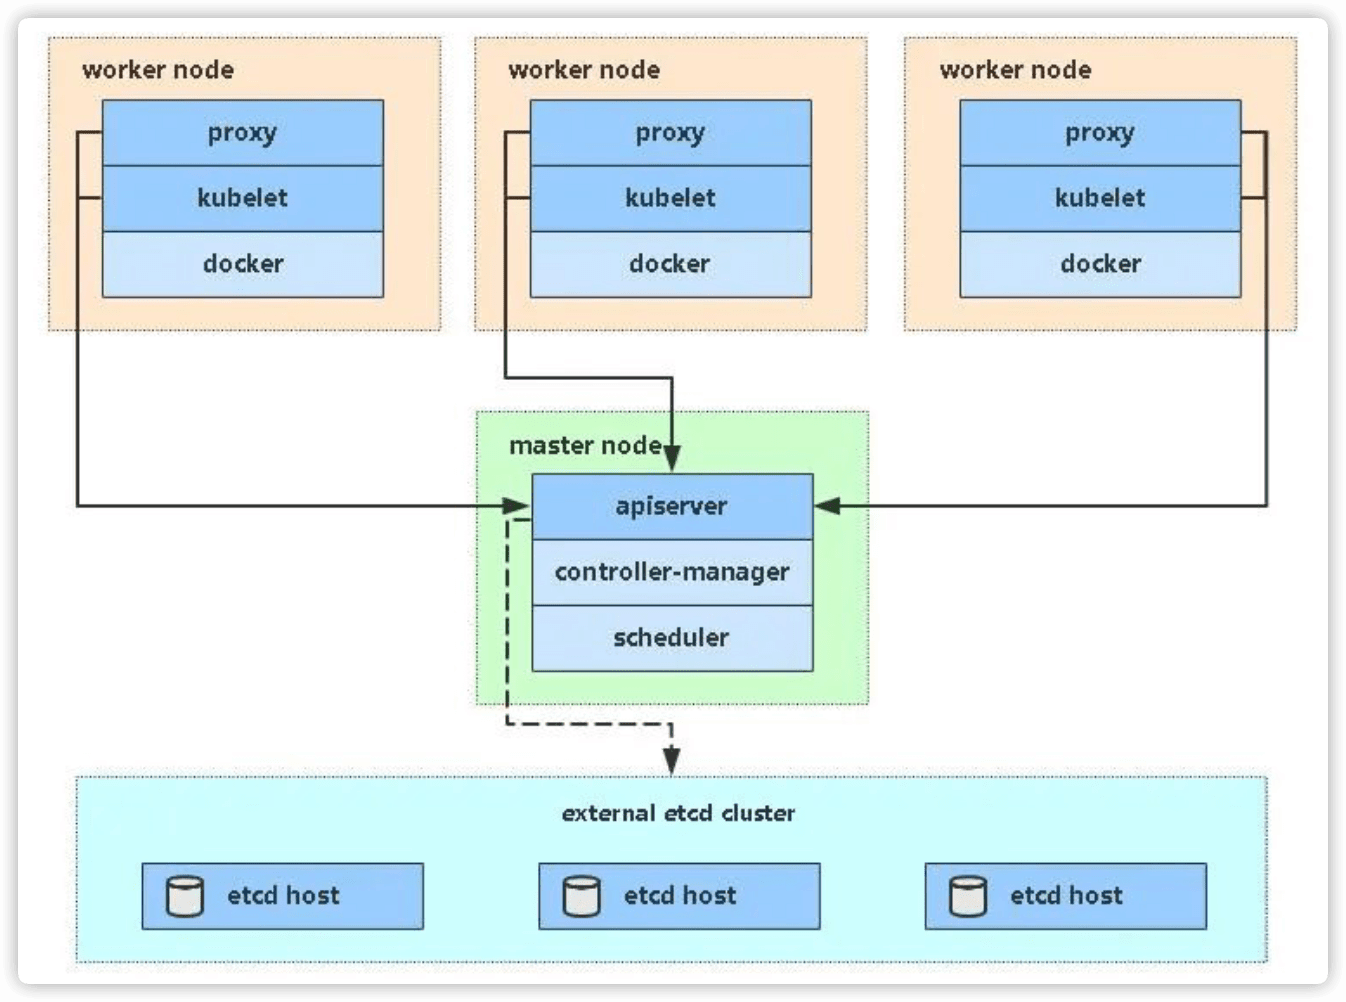 worker node
proxy
kubelet
docker
worker node
proxy
kubelet
docker
worker node
proxy
kubelet
docker
master node
apiserver
controller-manager
scheduler
external etcd cluster
etcd host
etcd host
etcd host